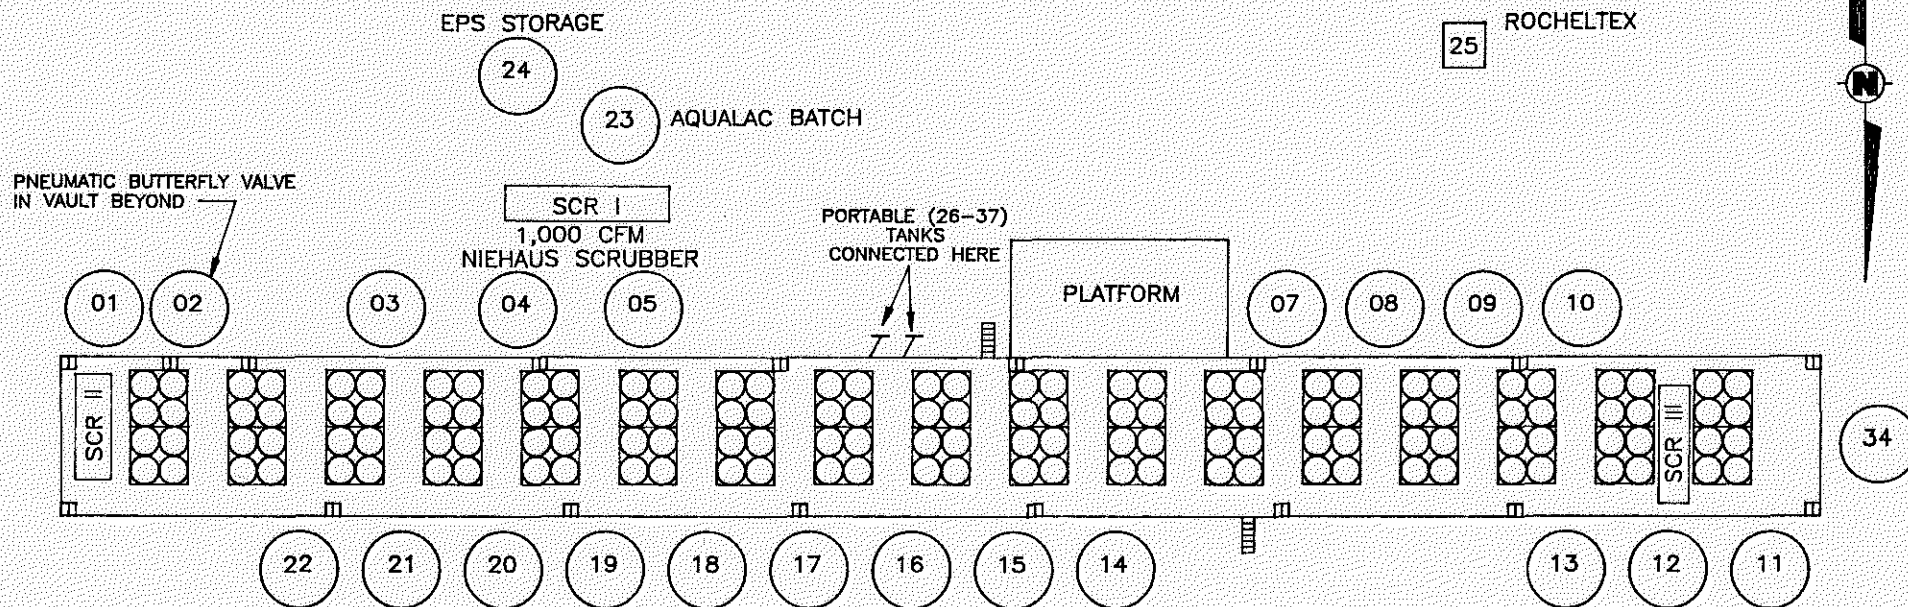 EPS STORAGE
24
23
AQUALAC BATCH
25
ROCHELTEX
N
PNEUMATIC BUTTERFLY VALVE
IN VAULT BEYOND
SCR I
1,000 CFM
NIEHAUS SCRUBBER
PORTABLE (26-37)
TANKS
CONNECTED HERE
PLATFORM
01
02
03
04
05
07
08
09
10
SCR II
SCR III
34
22
21
20
19
18
17
16
15
14
13
12
11